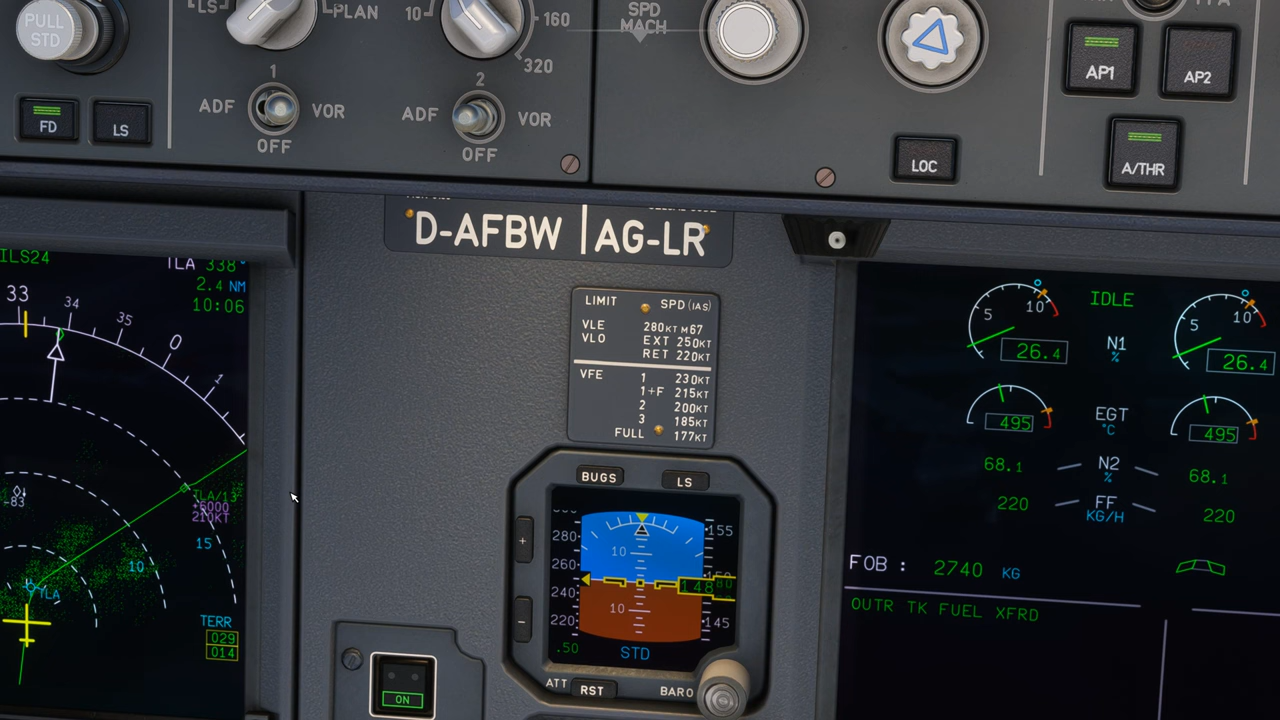 PULL
STD
LS
PLAN
10
160
320
SPD
MACH
1
2
ADF
VOR
OFF
ADF
VOR
OFF
FD
LS
LOC
AP1
AP2
A/THR
D-AFBW
AG-LR
ILS24
TLA 338°
2.4 NM
10:06
33
34
35
0
1
TLA/13
+6000
210KT
15
10
-83
TLA
TERR
029
014
LIMIT SPD (IAS)
VLE 280KT M67
VLO EXT 250KT
RET 220KT
VFE 1 230KT
1+F 215KT
2 200KT
3 185KT
FULL 177KT
BUGS
LS
+
-
280
260
240
220
10
10
155
148
145
.50
STD
ATT
RST
BARO
ON
5
10
26.4
IDLE
N1
%
5
10
26.4
495
EGT
°C
495
68.1
N2
%
68.1
220
FF
KG/H
220
FOB : 2740 KG
OUTR TK FUEL XFRD